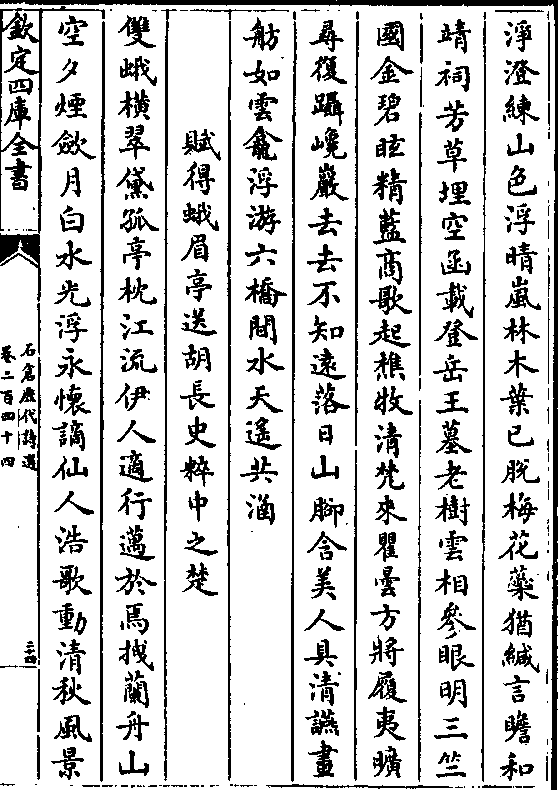 淨澄練山色浮晴嵐林木葉已脫梅花蘂猶緘言瞻和
靖祠芳草埋空函載登岳王墓老樹雲相參眼明三竺
國金碧眩精藍商歌起樵牧清梵來瞿曇方將履夷曠
尋復躡巉巖去去不知遠落日山腳含美人具清讌畫
舫如雲龕浮游六橋間水天遙共涵
賦得蛾眉亭送胡長史粹中之楚
雙蛾橫翠黛孤亭枕江流伊人適行邁於焉拽蘭舟山
空夕煙斂月白水光浮永懷謫仙人浩歌動清秋風景
欽定四庫全書
石倉歷代詩選
卷二百四十四
三四